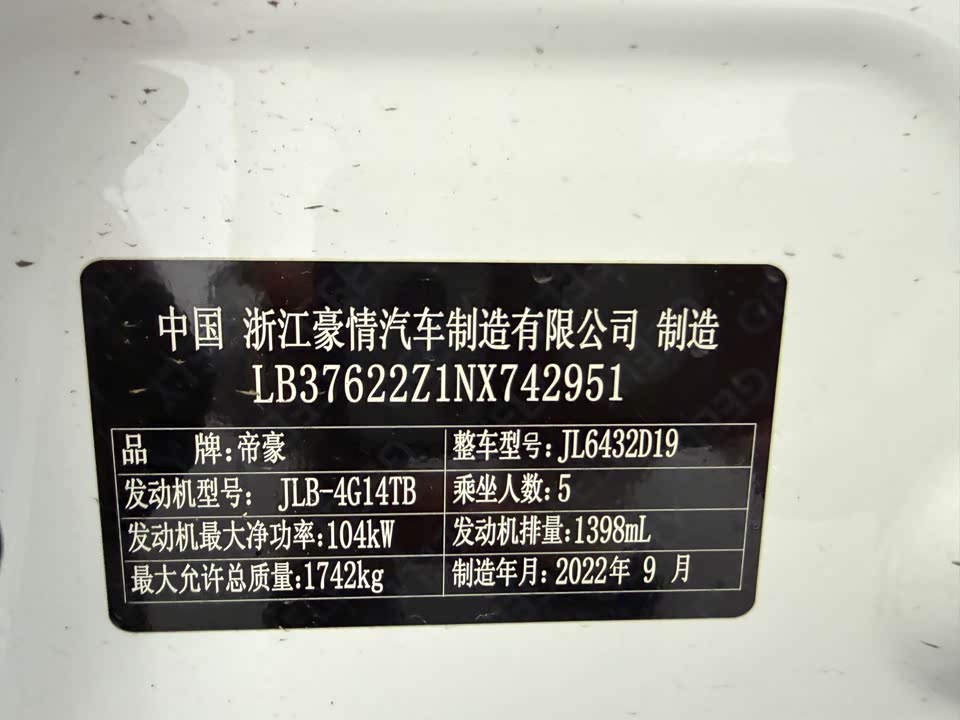 中国 浙江豪情汽车制造有限公司 制造
LB37622Z1NX742951
品 牌:帝豪 整车型号:JL6432D19
发动机型号: JLB-4G14TB 乘坐人数:5
发动机最大净功率:104kW 发动机排量:1398mL
最大允许总质量:1742kg 制造年月:2022年 9 月